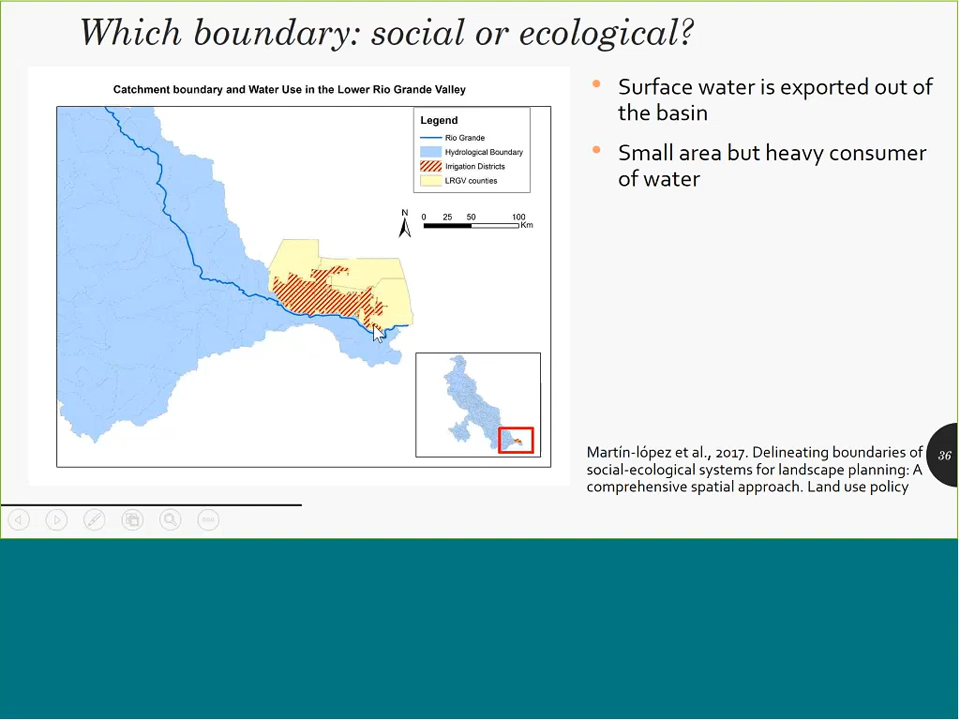 Which boundary: social or ecological?
Catchment boundary and Water Use in the Lower Rio Grande Valley
Legend
Rio Grande
Hydrological Boundary
Irrigation Districts
LRGV counties
N
0 25 50 100
Km
• Surface water is exported out of
the basin
• Small area but heavy consumer
of water
Martín-lópez et al., 2017. Delineating boundaries of
social-ecological systems for landscape planning: A
comprehensive spatial approach. Land use policy
36